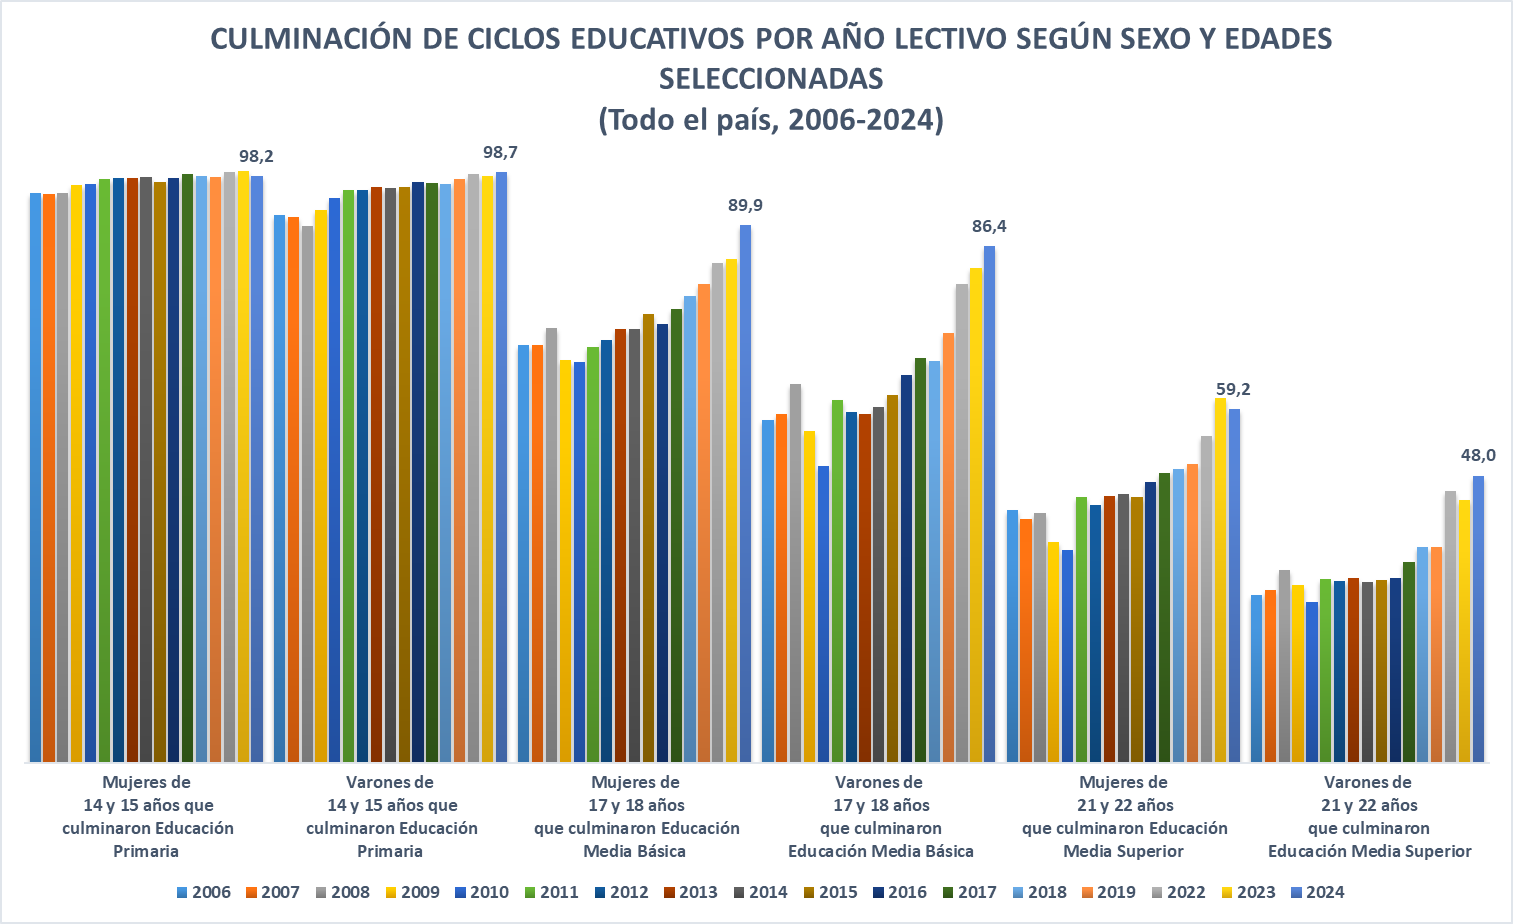 CULMINACIÓN DE CICLOS EDUCATIVOS POR AÑO LECTIVO SEGÚN SEXO Y EDADES
SELECCIONADAS
(Todo el país, 2006-2024)
98,2
98,7
89,9
86,4
59,2
48,0
Mujeres de
14 y 15 años que
culminaron Educación
Primaria
Varones de
14 y 15 años que
culminaron Educación
Primaria
Mujeres de
17 y 18 años
que culminaron Educación
Media Básica
Varones de
17 y 18 años
que culminaron
Educación Media Básica
Mujeres de
21 y 22 años
que culminaron Educación
Media Superior
Varones de
21 y 22 años
que culminaron
Educación Media Superior
2006 2007 2008 2009 2010 2011 2012 2013 2014 2015 2016 2017 2018 2019 2022 2023 2024